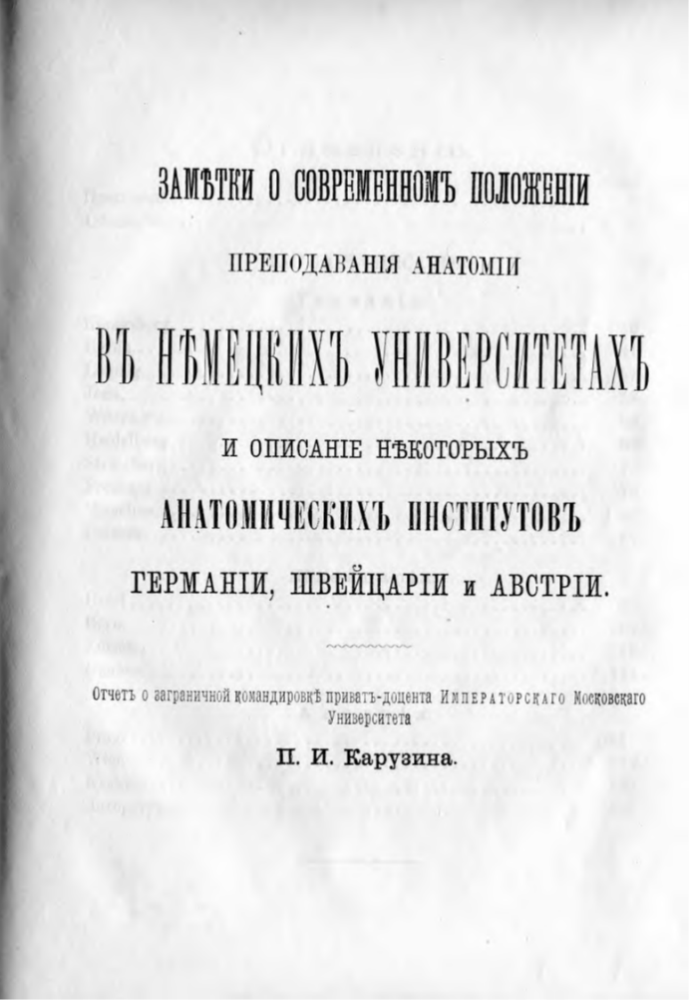 ЗАМѢТКИ О СОВРЕМЕННОМЪ ПОЛОЖЕНІИ
ПРЕПОДАВАНІЯ АНАТОМІИ
ВЪ НѢМЕЦКИХЪ УНИВЕРСИТЕТАХЪ
И ОПИСАНІЕ НѢКОТОРЫХЪ
АНАТОМИЧЕСКИХЪ ИНСТИТУТОВЪ
ГЕРМАНІИ, ШВЕЙЦАРІИ и АВСТРІИ.
Отчетъ о заграничной командировкѣ приватъ-доцента ИМПЕРАТОРСКАГО Московскаго
Университета
П. И. Карузина.